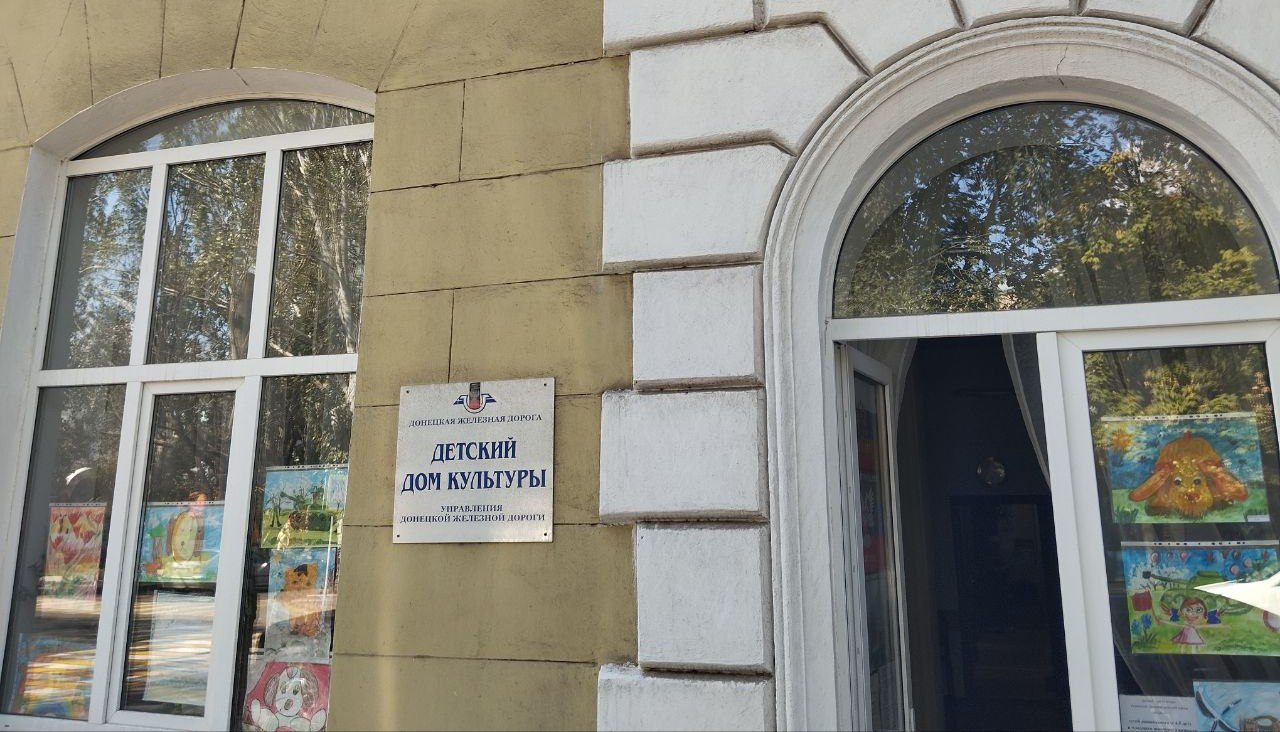 ДОНЕЦКАЯ ЖЕЛЕЗНАЯ ДОРОГА
ДЕТСКИЙ
ДОМ КУЛЬТУРЫ
УПРАВЛЕНИЯ
ДОНЕЦКОЙ ЖЕЛЕЗНОЙ ДОРОГИ